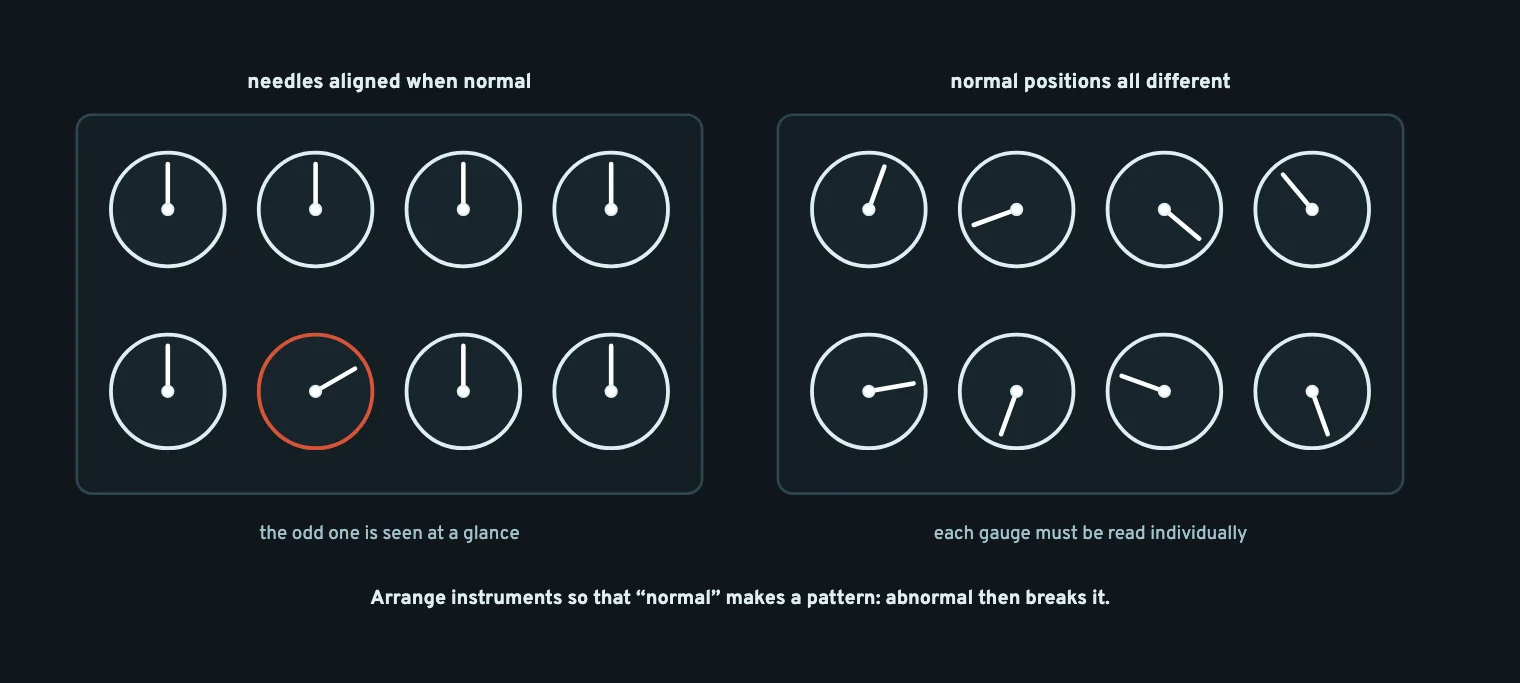 needles aligned when normal
normal positions all different
the odd one is seen at a glance
each gauge must be read individually
Arrange instruments so that “normal” makes a pattern: abnormal then breaks it.